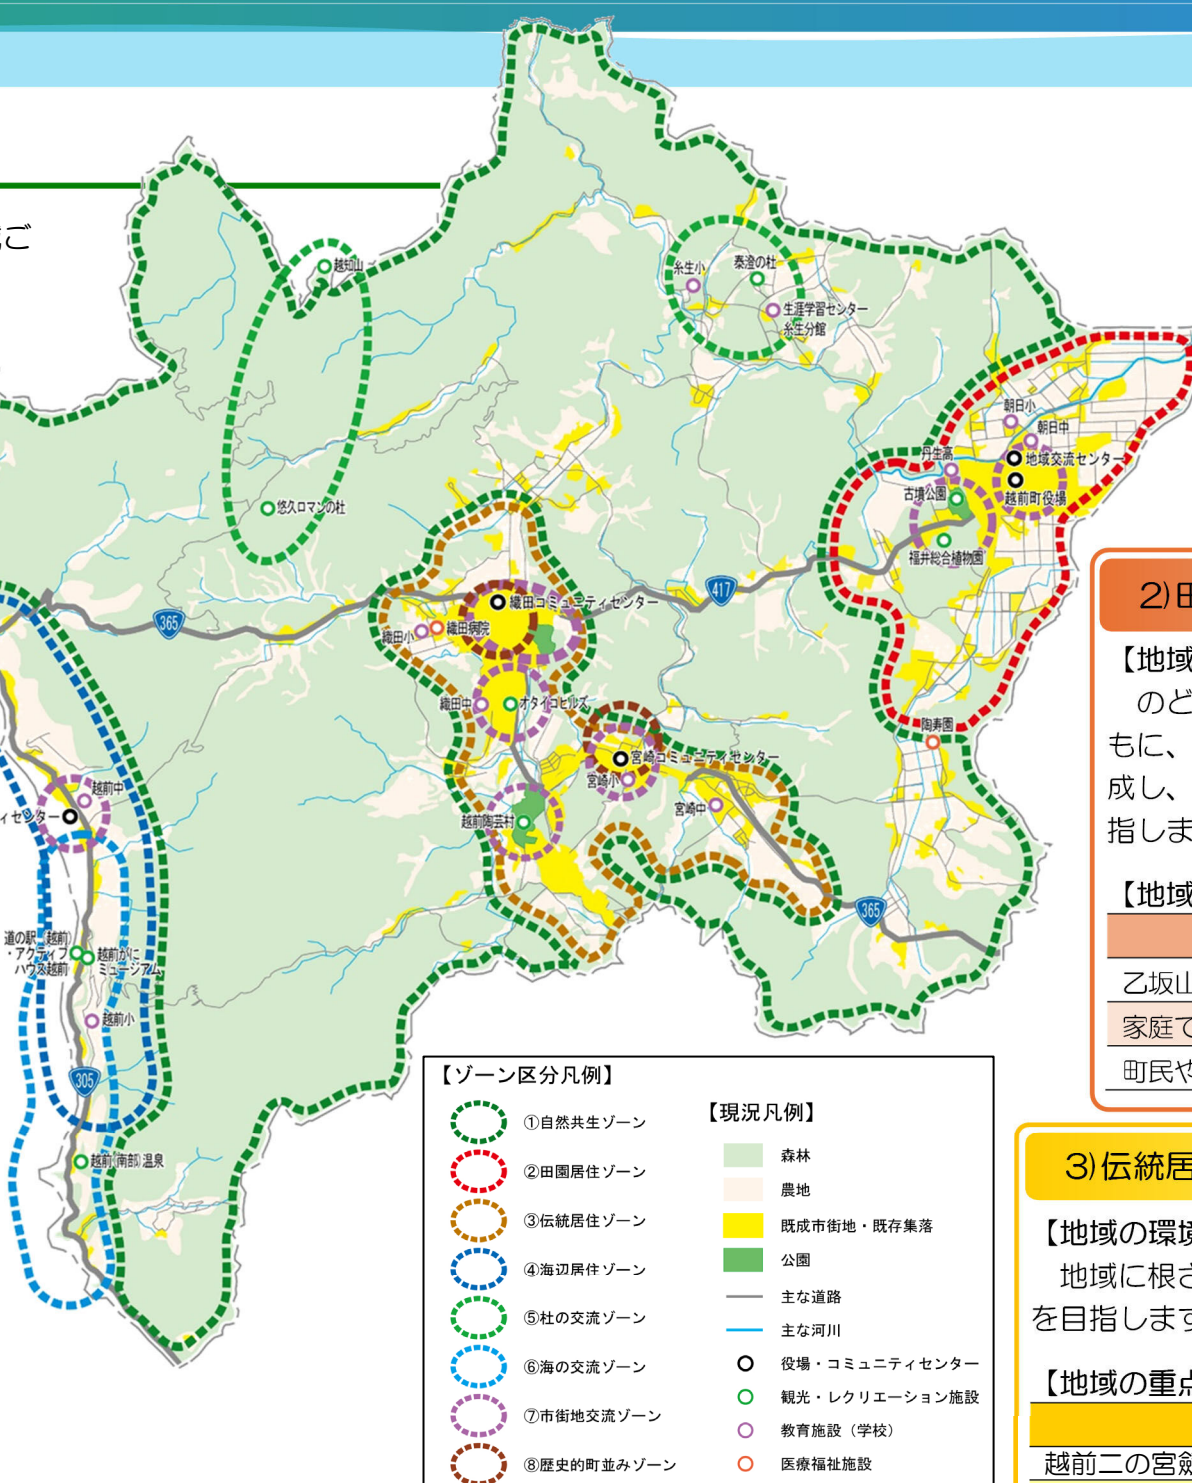 ご
越知山
糸生小
泰澄の杜
生涯学習センター
糸生分館
朝日小
朝日中
丹生高
地域交流センター
古墳公園
越前町役場
福井総合植物園
悠久ロマンの杜
417
365
織田コミュニティセンター
織田小
織田病院
織田中
オタイコヒルズ
陶寿園
宮崎コミュニティセンター
宮崎小
宮崎中
越前陶芸村
365
越前中
ィセンター
道の駅(越前)
・アクティブ
ハウス越前
越前がに
ミュージアム
越前小
305
越前(南部)温泉
2)田
【地域
のど
もに、
成し、
指しま
【地域
乙坂山
家庭で
町民や
3)伝統居
【地域の環境
地域に根さ
を目指します
【地域の重点
越前二の宮劔
【ゾーン区分凡例】
①自然共生ゾーン
②田園居住ゾーン
③伝統居住ゾーン
④海辺居住ゾーン
⑤杜の交流ゾーン
⑥海の交流ゾーン
⑦市街地交流ゾーン
⑧歴史的町並みゾーン
【現況凡例】
森林
農地
既成市街地・既存集落
公園
主な道路
主な河川
役場・コミュニティセンター
観光・レクリエーション施設
教育施設(学校)
医療福祉施設